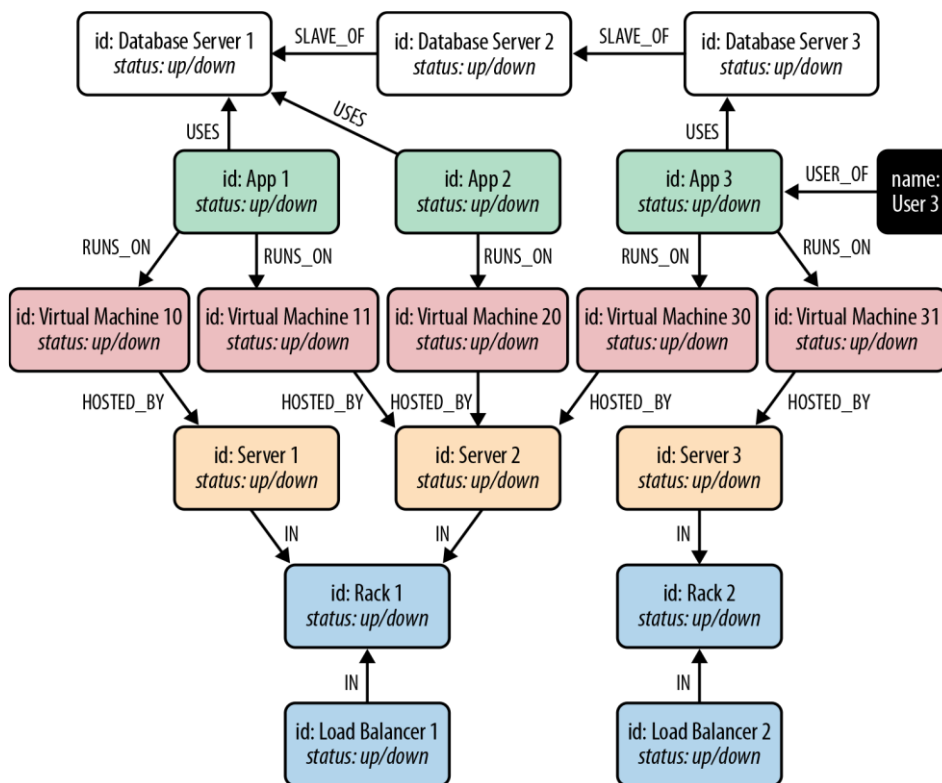 id: Database Server 1
status: up/down
SLAVE_OF
id: Database Server 2
status: up/down
SLAVE_OF
id: Database Server 3
status: up/down
USES
USES
USES
id: App 1
status: up/down
id: App 2
status: up/down
id: App 3
status: up/down
USER_OF
name:
User 3
RUNS_ON
RUNS_ON
RUNS_ON
RUNS_ON
RUNS_ON
id: Virtual Machine 10
status: up/down
id: Virtual Machine 11
status: up/down
id: Virtual Machine 20
status: up/down
id: Virtual Machine 30
status: up/down
id: Virtual Machine 31
status: up/down
HOSTED_BY
HOSTED_BY
HOSTED_BY
HOSTED_BY
HOSTED_BY
id: Server 1
status: up/down
id: Server 2
status: up/down
id: Server 3
status: up/down
IN
IN
IN
id: Rack 1
status: up/down
id: Rack 2
status: up/down
IN
IN
id: Load Balancer 1
status: up/down
id: Load Balancer 2
status: up/down